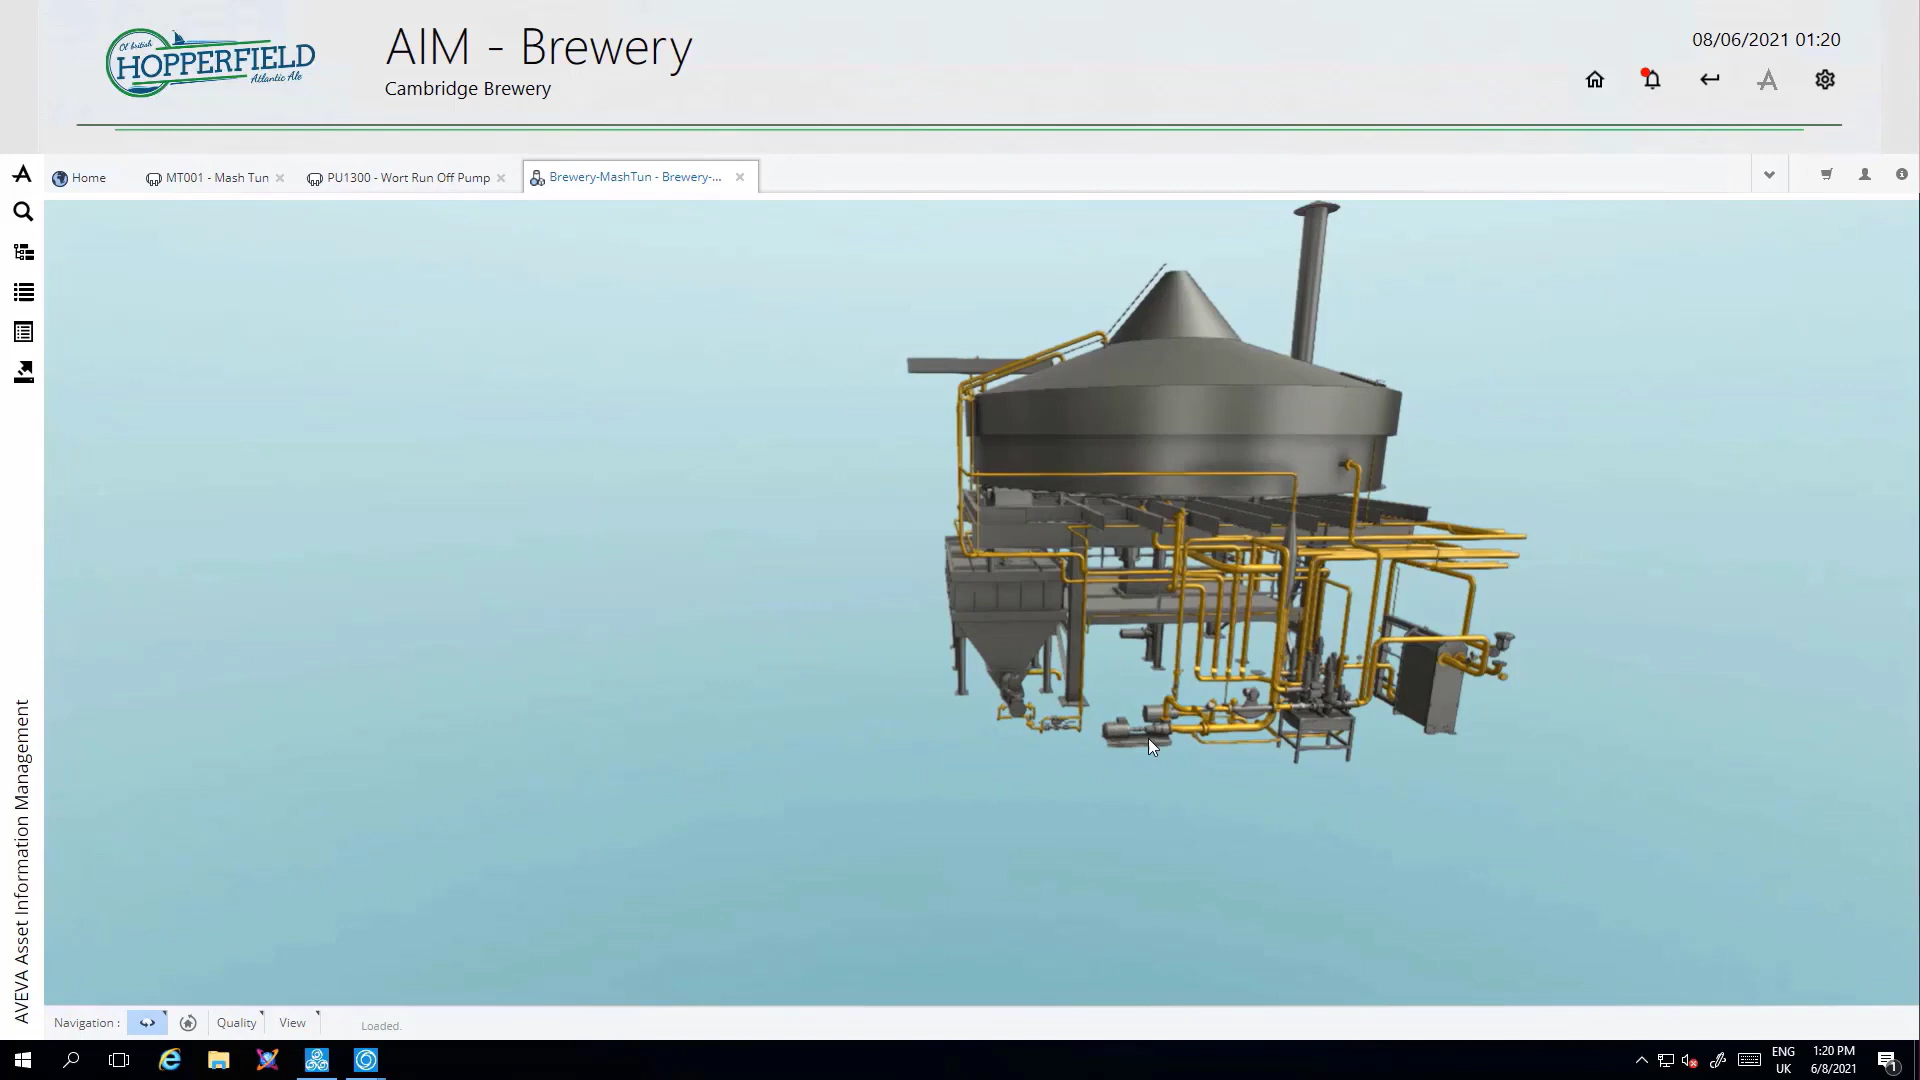 Ol' british
HOPPERFIELD
Atlantic Ale
AIM - Brewery
Cambridge Brewery
08/06/2021 01:20
Home
MT001 - Mash Tun
PU1300 - Wort Run Off Pump
Brewery-MashTun - Brewery-...
AVEVA Asset Information Management
Navigation :
Quality
View
Loaded.
ENG
UK
1:20 PM
6/8/2021
1